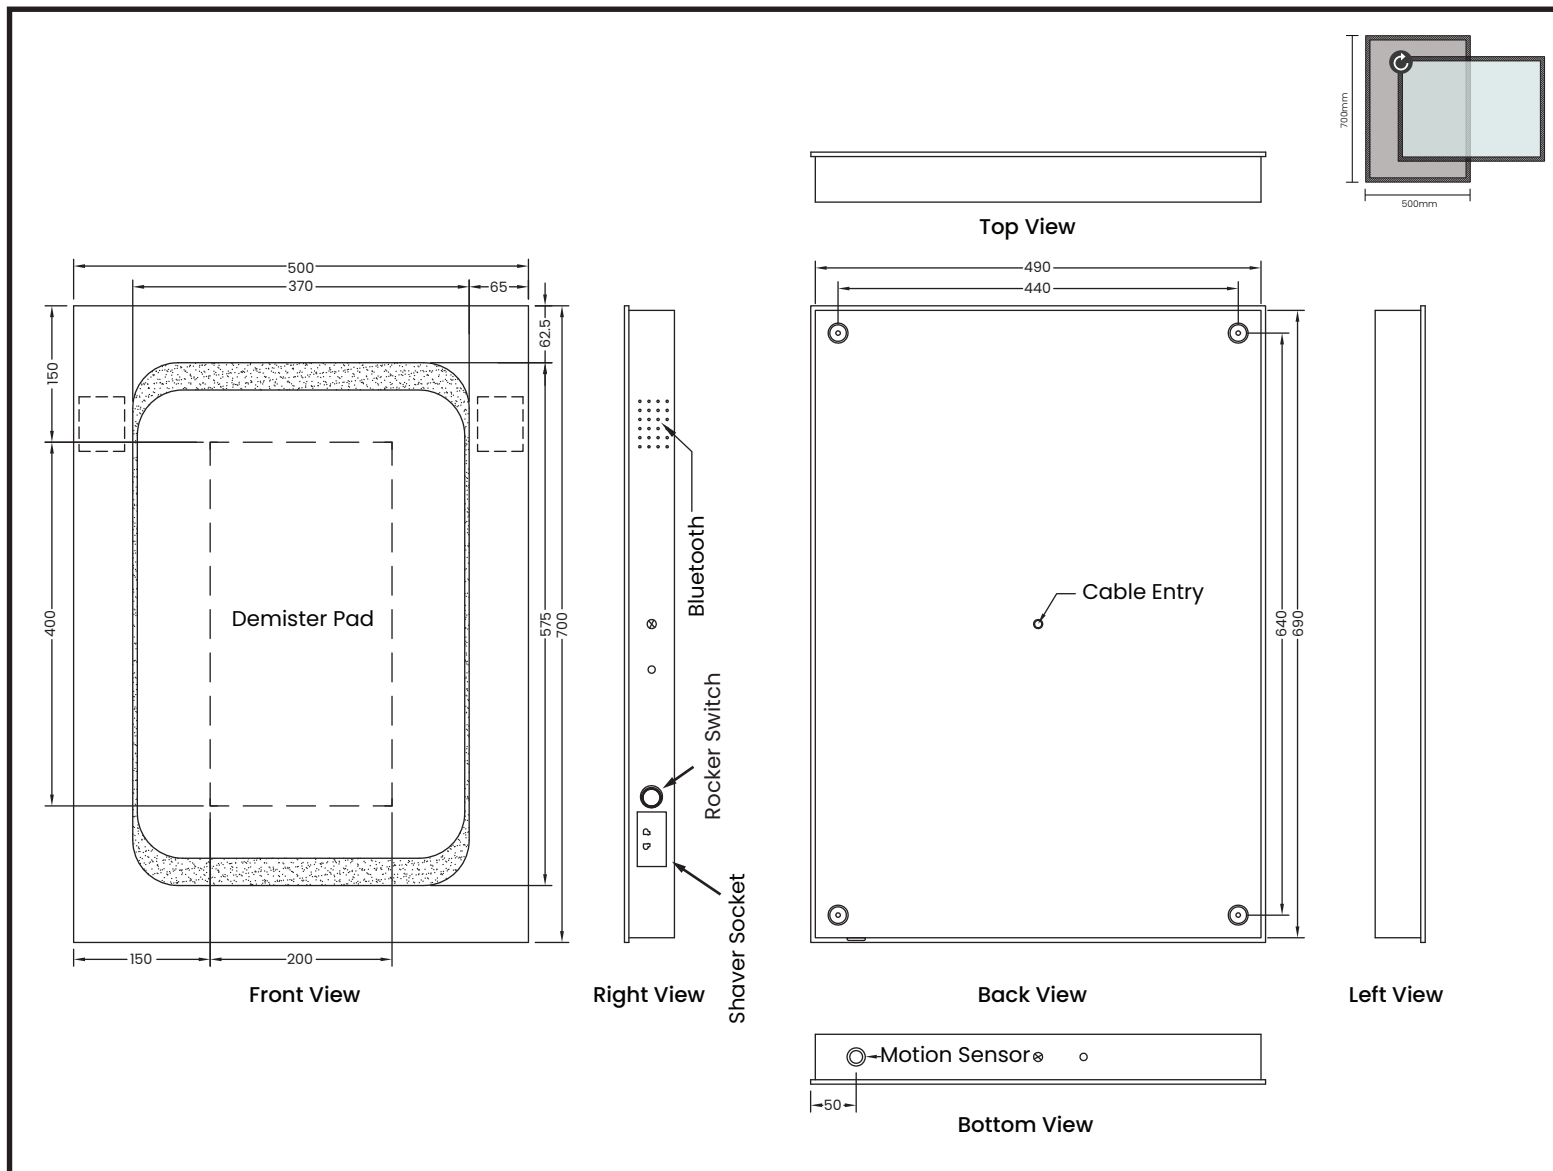 700mm
500mm
Top View
500
370
65
62.5
150
400
575
700
Demister Pad
150
200
Front View
Bluetooth
Rocker Switch
Shaver Socket
Right View
490
440
Cable Entry
640
690
Back View
Left View
Motion Sensor
50
Bottom View